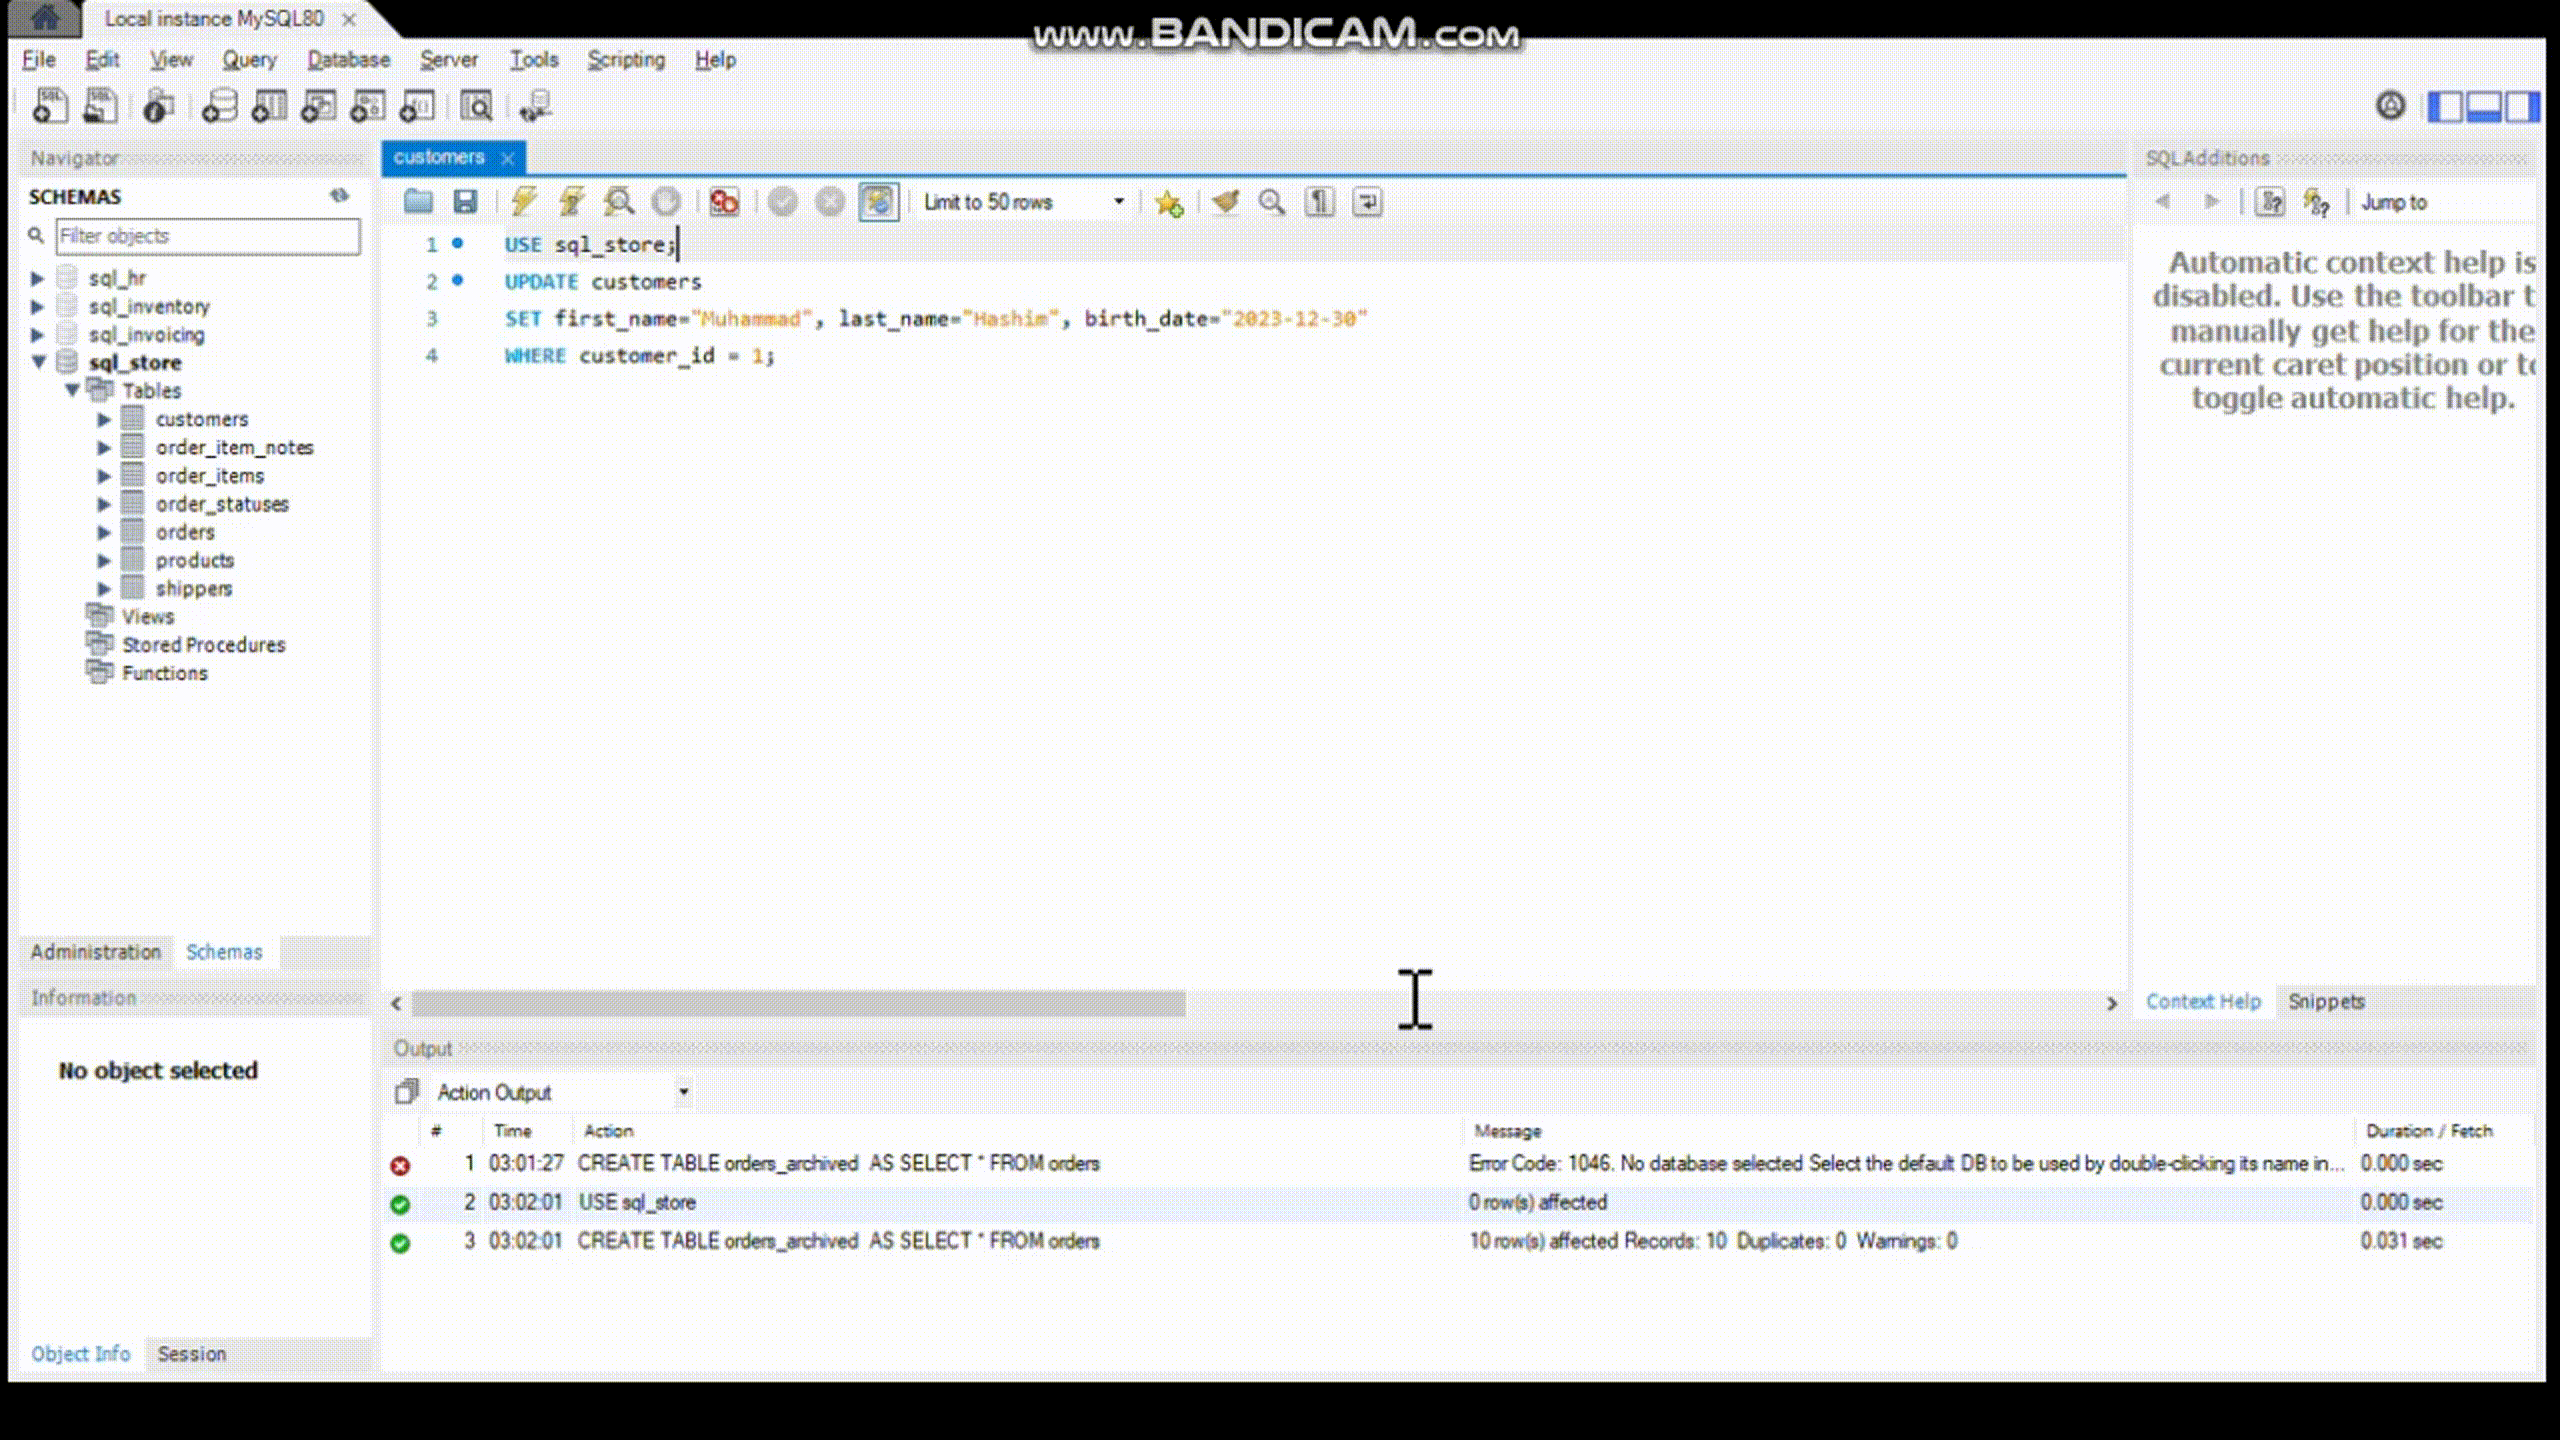 Local instance MySQL80
www.BANDICAM.com
File Edit View Query Database Server Tools Scripting Help
Navigator
SCHEMAS
Filter objects
sql_hr
sql_inventory
sql_invoicing
sql_store
Tables
customers
order_item_notes
order_items
order_statuses
orders
products
shippers
Views
Stored Procedures
Functions
Administration Schemas
Information
No object selected
Object Info Session
customers
Limit to 50 rows
1 USE sql_store;
2 UPDATE customers
3 SET first_name="Muhammad", last_name="Hashim", birth_date="2023-12-30"
4 WHERE customer_id = 1;
SQLAdditions
Jump to
Automatic context help is
disabled. Use the toolbar t
manually get help for the
current caret position or to
toggle automatic help.
Context Help Snippets
Output
Action Output
# Time Action Message Duration / Fetch
1 03:01:27 CREATE TABLE orders_archived AS SELECT * FROM orders Error Code: 1046. No database selected Select the default DB to be used by double-clicking its name in... 0.000 sec
2 03:02:01 USE sql_store 0 row(s) affected 0.000 sec
3 03:02:01 CREATE TABLE orders_archived AS SELECT * FROM orders 10 row(s) affected Records: 10 Duplicates: 0 Warnings: 0 0.031 sec